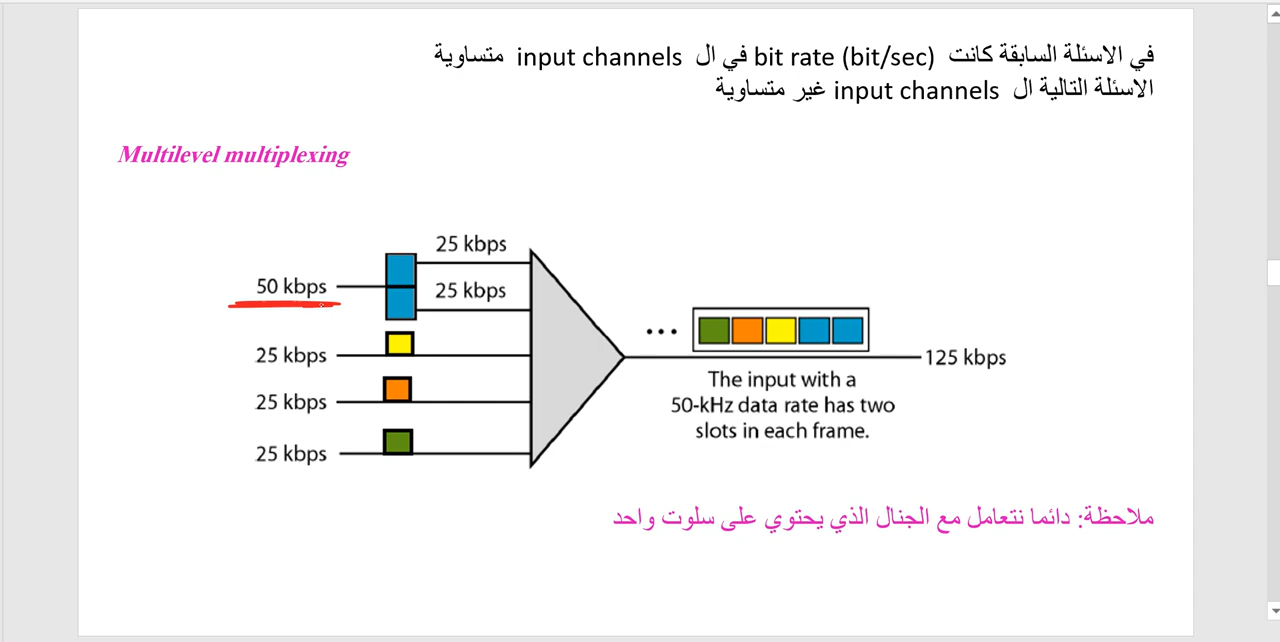 في الاسئلة السابقة كانت bit rate (bit/sec) في ال input channels متساوية
الاسئلة التالية ال input channels غير متساوية
Multilevel multiplexing
25 kbps
50 kbps
25 kbps
25 kbps
25 kbps
25 kbps
...
125 kbps
The input with a
50-kHz data rate has two
slots in each frame.
ملاحظة: دائما نتعامل مع الجنال الذي يحتوي على سلوت واحد